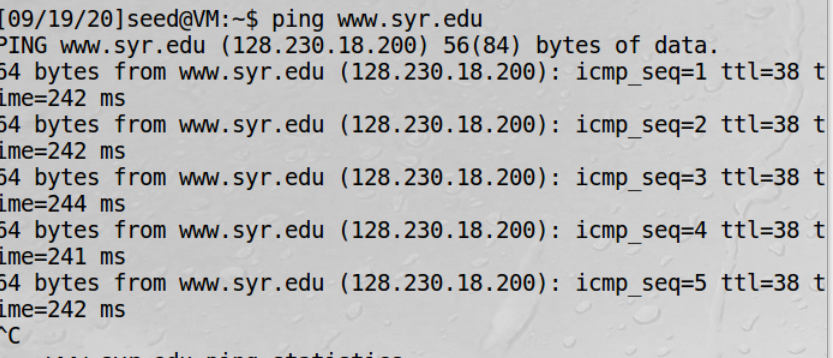 [09/19/20]seed@VM:~$ ping www.syr.edu
PING www.syr.edu (128.230.18.200) 56(84) bytes of data.
64 bytes from www.syr.edu (128.230.18.200): icmp_seq=1 ttl=38 t
ime=242 ms
64 bytes from www.syr.edu (128.230.18.200): icmp_seq=2 ttl=38 t
ime=242 ms
64 bytes from www.syr.edu (128.230.18.200): icmp_seq=3 ttl=38 t
ime=244 ms
64 bytes from www.syr.edu (128.230.18.200): icmp_seq=4 ttl=38 t
ime=241 ms
64 bytes from www.syr.edu (128.230.18.200): icmp_seq=5 ttl=38 t
ime=242 ms
^C
www.syr.edu ping statistics